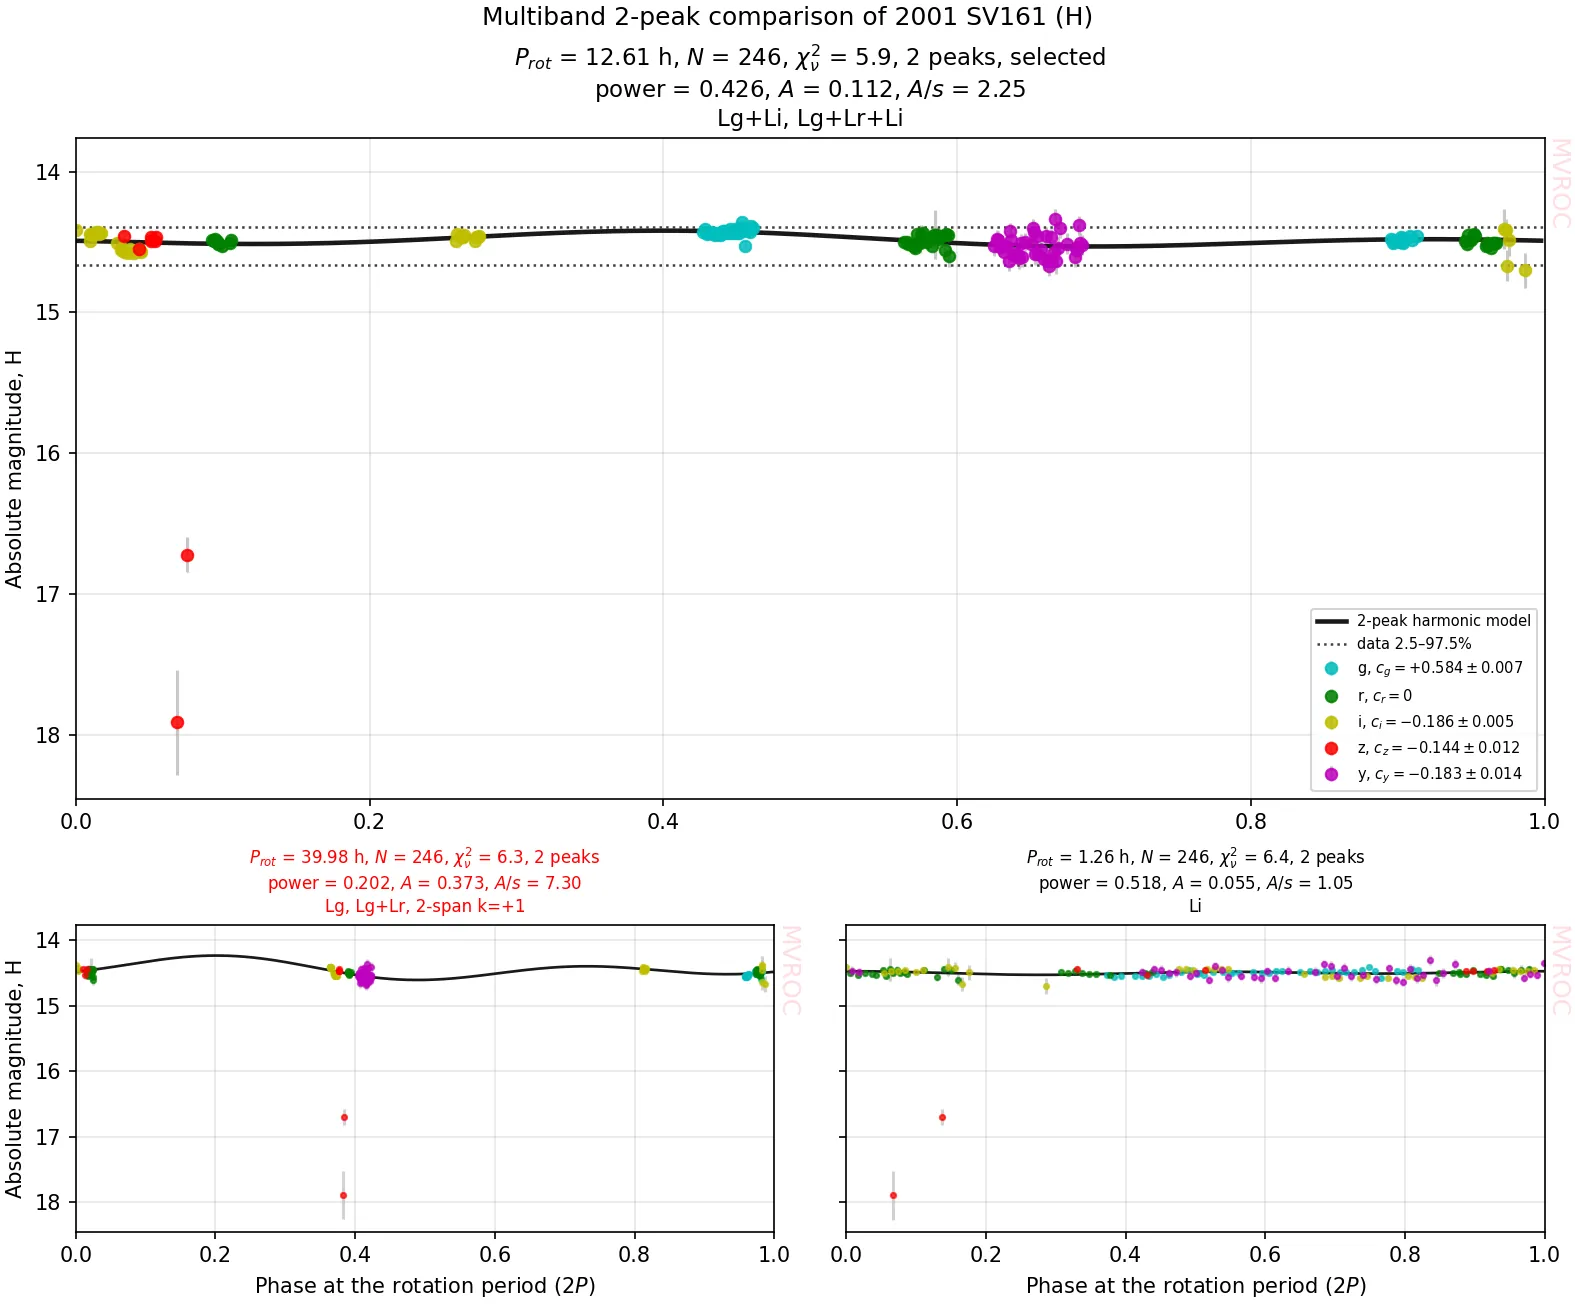 Multiband 2-peak comparison of 2001 SV161 (H)
P_rot = 12.61 h, N = 246, χ²_ν = 5.9, 2 peaks, selected
power = 0.426, A = 0.112, A/s = 2.25
Lg+Li, Lg+Lr+Li
14
15
16
17
18
Absolute magnitude, H
MVROC
2-peak harmonic model
data 2.5–97.5%
g, c_g = +0.584 ± 0.007
r, c_r = 0
i, c_i = −0.186 ± 0.005
z, c_z = −0.144 ± 0.012
y, c_y = −0.183 ± 0.014
0.0 0.2 0.4 0.6 0.8 1.0
P_rot = 39.98 h, N = 246, χ²_ν = 6.3, 2 peaks
power = 0.202, A = 0.373, A/s = 7.30
Lg, Lg+Lr, 2-span k=+1
14
15
16
17
18
Absolute magnitude, H
MVROC
0.0 0.2 0.4 0.6 0.8 1.0
Phase at the rotation period (2P)
P_rot = 1.26 h, N = 246, χ²_ν = 6.4, 2 peaks
power = 0.518, A = 0.055, A/s = 1.05
Li
MVROC
0.0 0.2 0.4 0.6 0.8 1.0
Phase at the rotation period (2P)